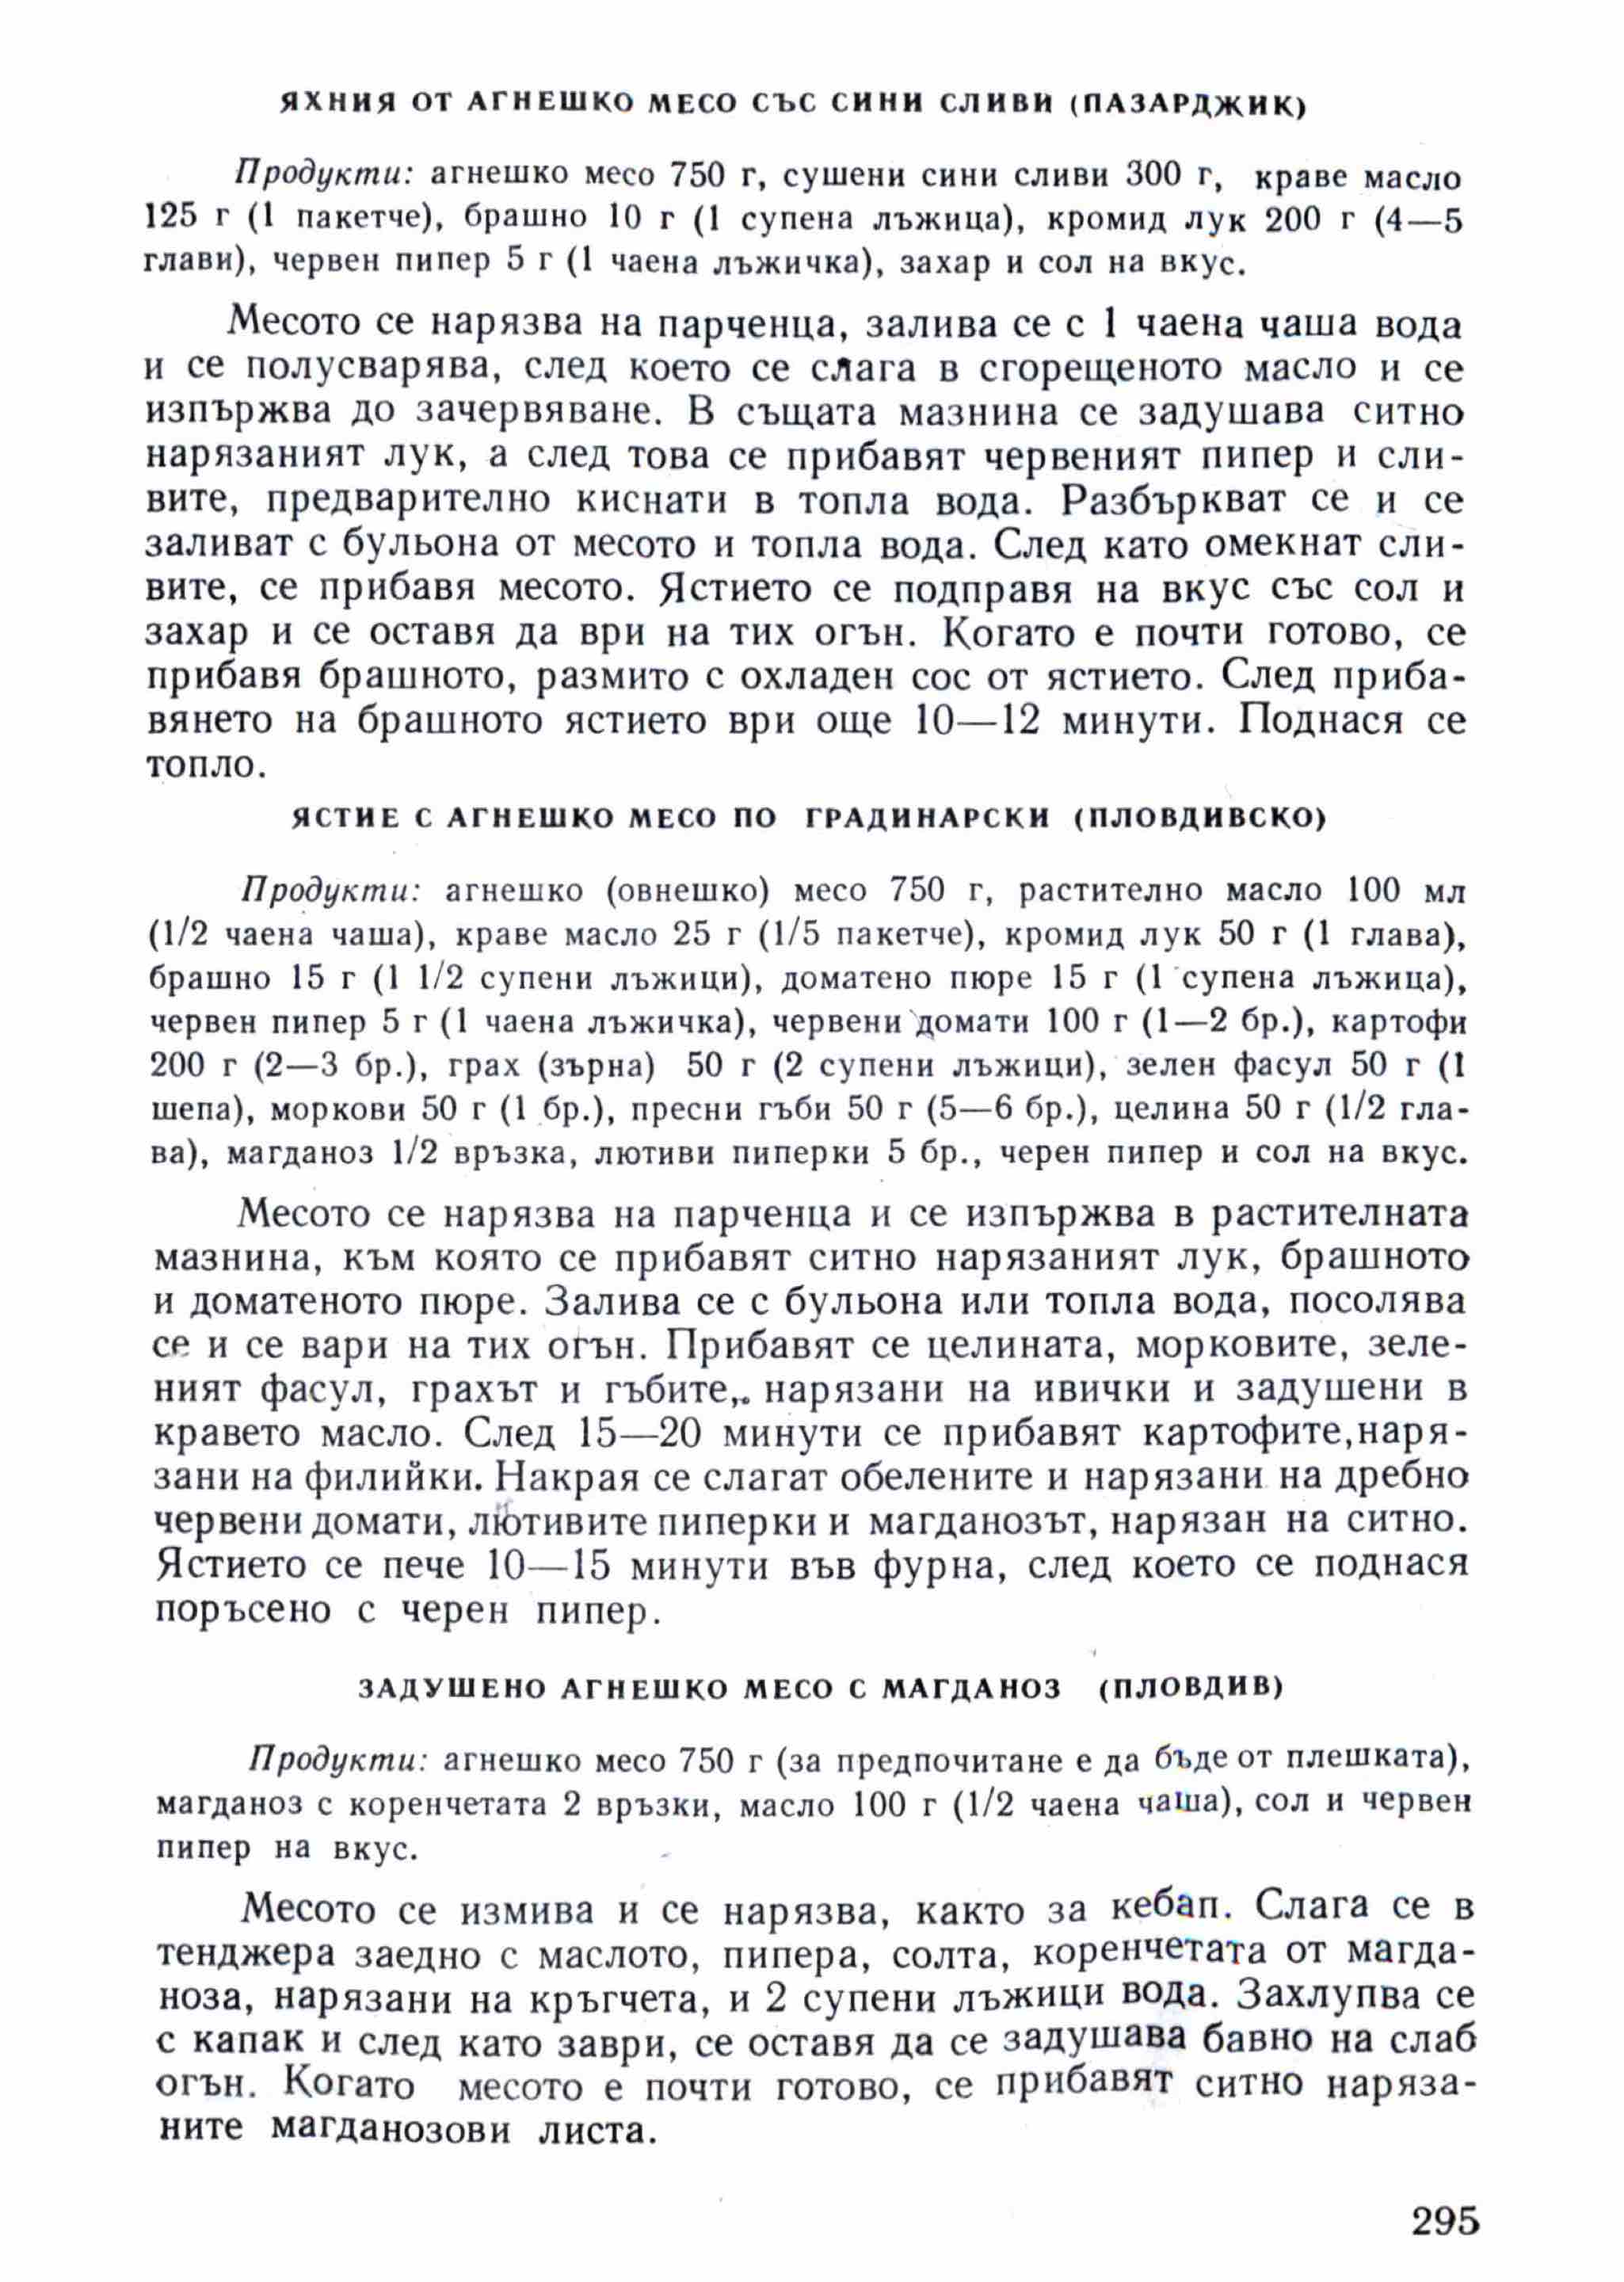 ЯХНИЯ ОТ АГНЕШКО МЕСО СЪС СИНИ СЛИВИ (ПАЗАРДЖИК)
Продукти: агнешко месо 750 г, сушени сини сливи 300 г, краве масло
125 г (1 пакетче), брашно 10 г (1 супена лъжица), кромид лук 200 г (4—5
глави), червен пипер 5 г (1 чаена лъжичка), захар и сол на вкус.
Месото се нарязва на парченца, залива се с 1 чаена чаша вода
и се полусварява, след което се слага в сгорещеното масло и се
изпържва до зачервяване. В същата мазнина се задушава ситно
нарязаният лук, а след това се прибавят червеният пипер и сли-
вите, предварително киснати в топла вода. Разбъркват се и се
заливат с бульона от месото и топла вода. След като омекнат сли-
вите, се прибавя месото. Ястието се подправя на вкус със сол и
захар и се оставя да ври на тих огън. Когато е почти готово, се
прибавя брашното, размито с охладен сос от ястието. След приба-
вянето на брашното ястието ври още 10—12 минути. Поднася се
топло.
ЯСТИЕ С АГНЕШКО МЕСО ПО ГРАДИНАРСКИ (ПЛОВДИВСКО)
Продукти: агнешко (овнешко) месо 750 г, растително масло 100 мл
(1/2 чаена чаша), краве масло 25 г (1/5 пакетче), кромид лук 50 г (1 глава),
брашно 15 г (1 1/2 супени лъжици), доматено пюре 15 г (1 супена лъжица),
червен пипер 5 г (1 чаена лъжичка), червени домати 100 г (1—2 бр.), картофи
200 г (2—3 бр.), грах (зърна) 50 г (2 супени лъжици), зелен фасул 50 г (1
шепа), моркови 50 г (1 бр.), пресни гъби 50 г (5—6 бр.), целина 50 г (1/2 гла-
ва), магданоз 1/2 връзка, лютиви пиперки 5 бр., черен пипер и сол на вкус.
Месото се нарязва на парченца и се изпържва в растителната
мазнина, към която се прибавят ситно нарязаният лук, брашното
и доматеното пюре. Залива се с бульона или топла вода, посолява
се и се вари на тих огън. Прибавят се целината, морковите, зеле-
ният фасул, грахът и гъбите,. нарязани на ивички и задушени в
кравето масло. След 15—20 минути се прибавят картофите,наря-
зани на филийки. Накрая се слагат обелените и нарязани на дребно
червени домати, лютивите пиперки и магданозът, нарязан на ситно.
Ястието се пече 10—15 минути във фурна, след което се поднася
поръсено с черен пипер.
ЗАДУШЕНО АГНЕШКО МЕСО С МАГДАНОЗ (ПЛОВДИВ)
Продукти: агнешко месо 750 г (за предпочитане е да бъде от плешката),
магданоз с коренчетата 2 връзки, масло 100 г (1/2 чаена чаша), сол и червен
пипер на вкус.
Месото се измива и се нарязва, както за кебап. Слага се в
тенджера заедно с маслото, пипера, солта, коренчетата от магда-
ноза, нарязани на кръгчета, и 2 супени лъжици вода. Захлупва се
с капак и след като заври, се оставя да се задушава бавно на слаб
огън. Когато месото е почти готово, се прибавят ситно наряза-
ните магданозови листа.
295